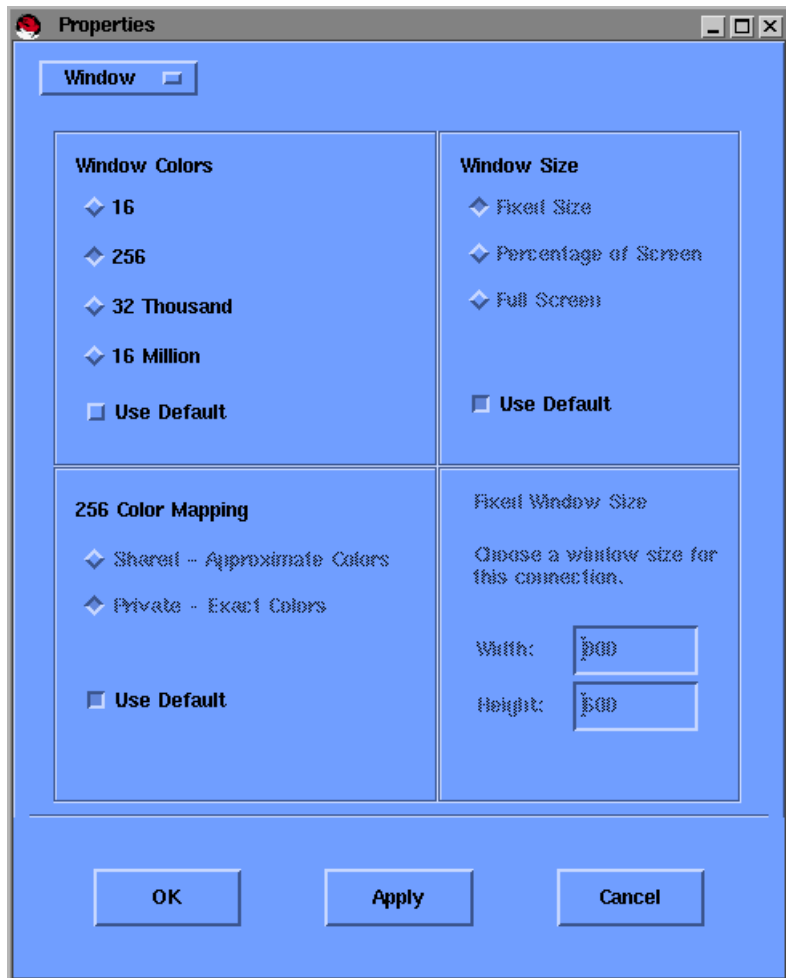 Properties
Window
Window Colors
16
256
32 Thousand
16 Million
Use Default
Window Size
Fixed Size
Percentage of Screen
Full Screen
Use Default
256 Color Mapping
Shared - Approximate Colors
Private - Exact Colors
Use Default
Fixed Window Size
Choose a window size for
this connection.
Width:
Height:
OK
Apply
Cancel